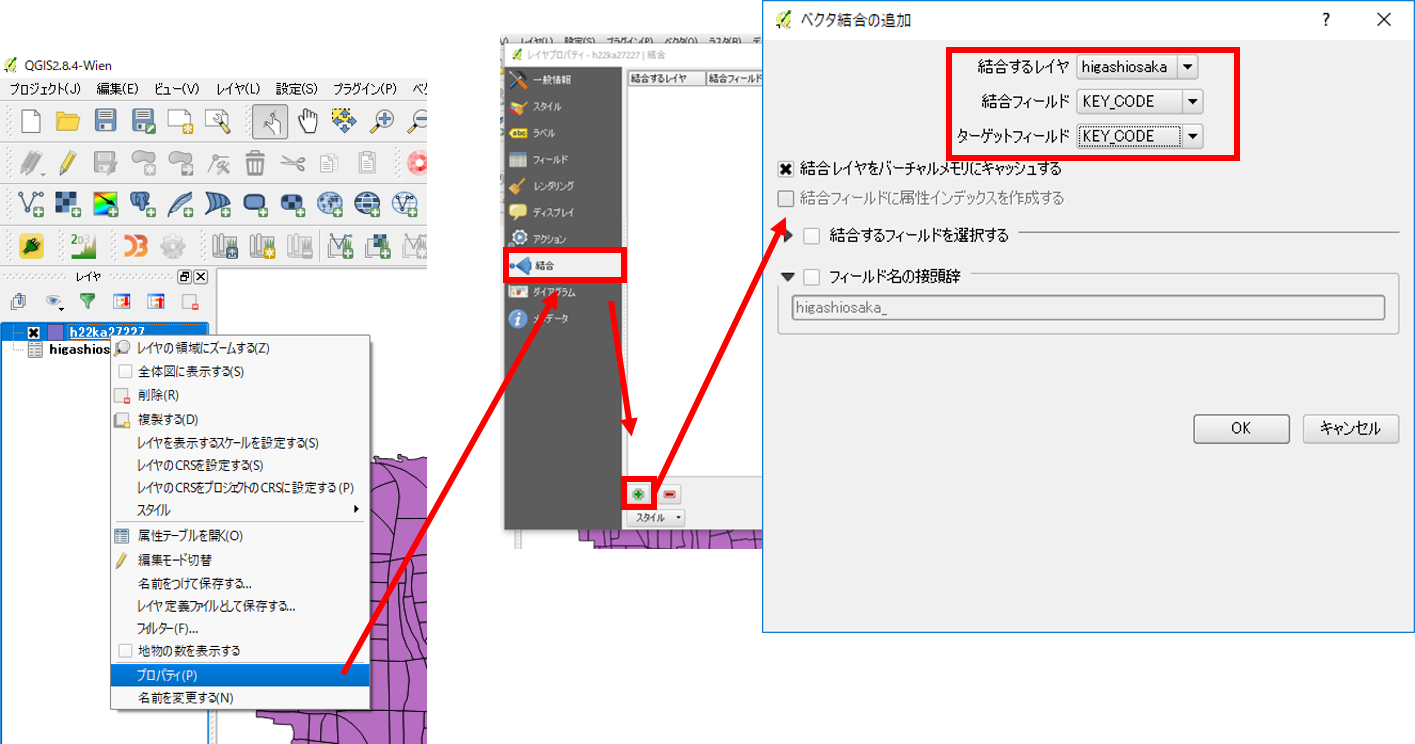 QGIS2.8.4-Wien
プロジェクト(J) 編集(E) ビュー(V) レイヤ(L) 設定(S) プラグイン(P)
レイヤ
h22ka27227
higashios
レイヤの領域にズームする(Z)
全体図に表示する(S)
削除(R)
複製する(D)
レイヤを表示するスケールを設定する(S)
レイヤのCRSを設定する(S)
レイヤのCRSをプロジェクトのCRSに設定する(P)
スタイル
属性テーブルを開く(O)
編集モード切替
名前をつけて保存する...
レイヤ定義ファイルとして保存する...
フィルター(F)...
地物の数を表示する
プロパティ(P)
名前を変更する(N)
レイヤ(L) 設定(S) プラグイン(P) ベクタ(O) ラスタ(R)
レイヤプロパティ - h22ka27227 | 結合
一般情報
スタイル
ラベル
フィールド
レンダリング
ディスプレイ
アクション
結合
ダイアグラム
結合するレイヤ 結合フィールド
スタイル
ベクタ結合の追加
結合するレイヤ higashiosaka
結合フィールド KEY_CODE
ターゲットフィールド KEY_CODE
結合レイヤをバーチャルメモリにキャッシュする
結合フィールドに属性インデックスを作成する
結合するフィールドを選択する
フィールド名の接頭辞
higashiosaka_
OK キャンセル